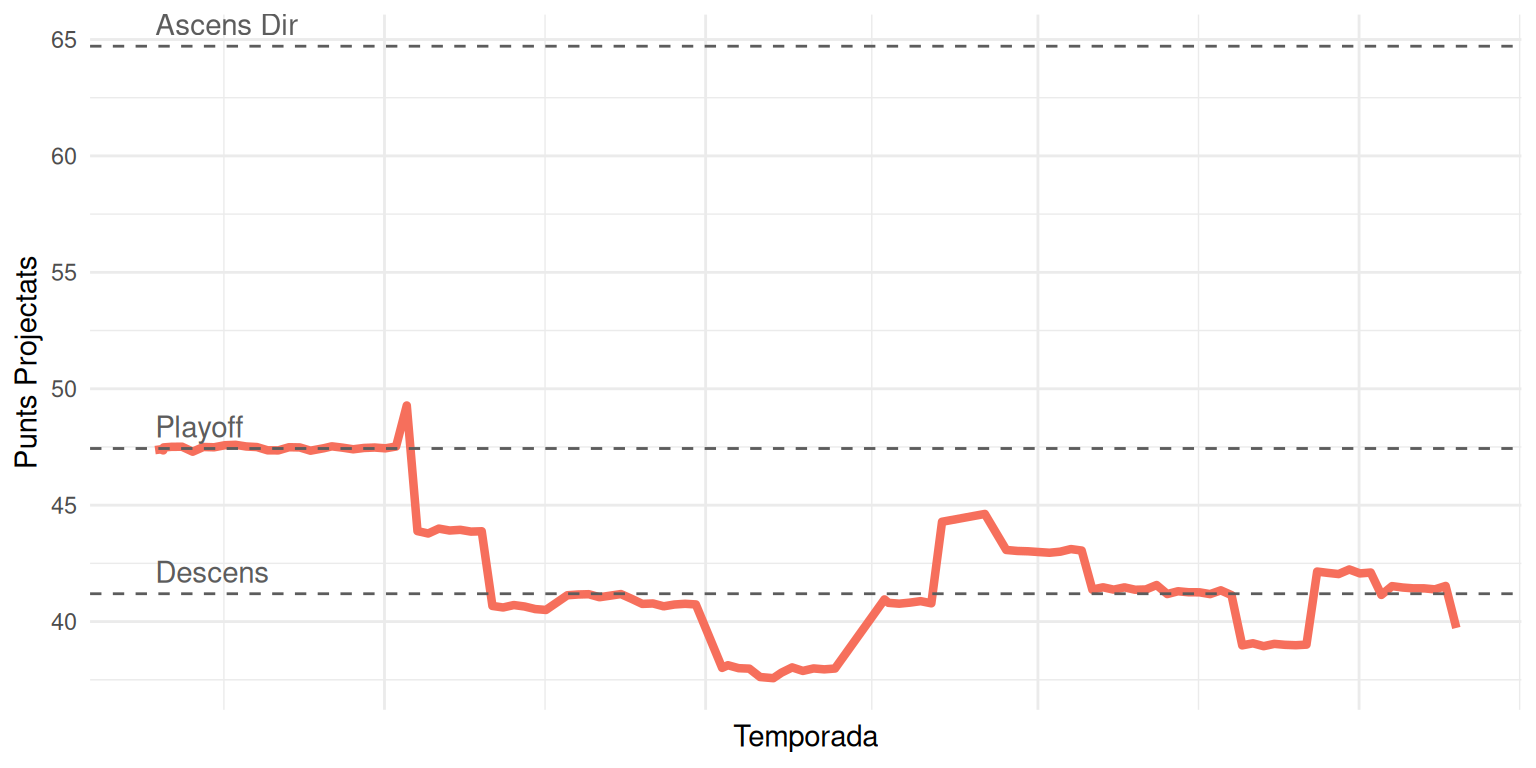 Ascens Dir
65
60
55
50
Playoff
45
Descens
40
Punts Projectats
Temporada